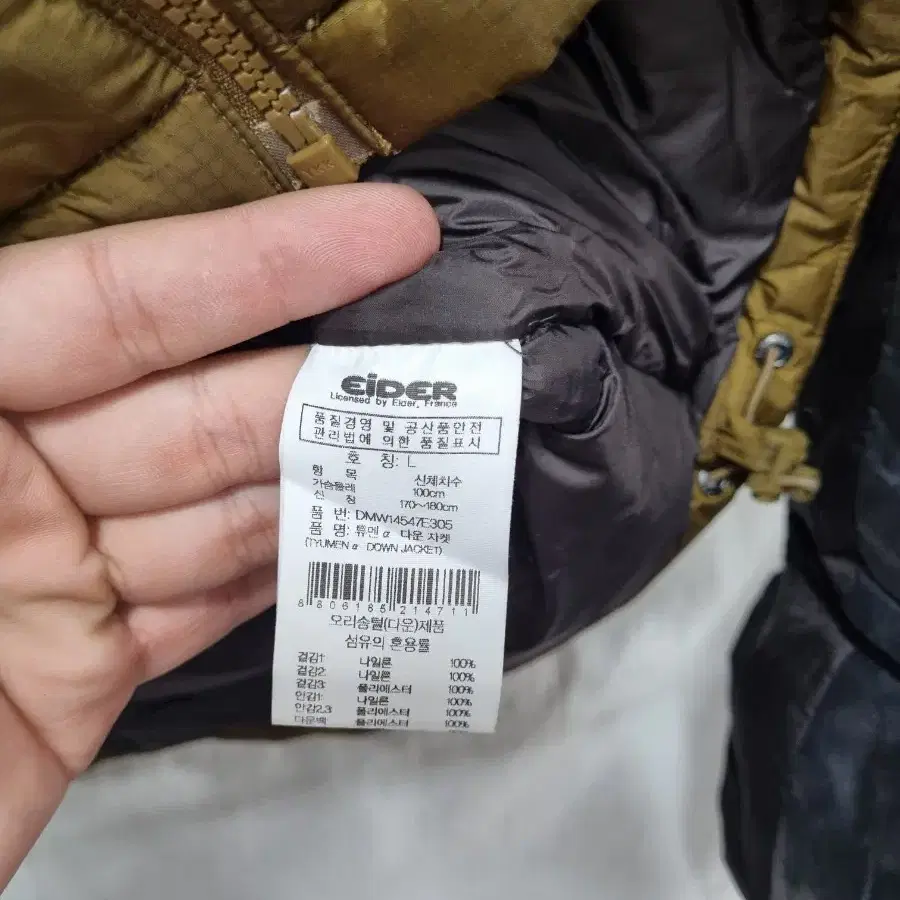 EiDER
Licensed by Eider, France
품질경영 및 공산품안전
관리법에 의한 품질표시
호 칭: L
항 목 신체치수
가슴둘레 100cm
신 장 170~180cm
품 번: DMW14547E305
품 명: 튜멘α 다운 자켓
(TYUMEN α DOWN JACKET)
8 806185 214711
오리솜털(다운)제품
섬유의 혼용률
겉감1: 나일론 100%
겉감2: 나일론 100%
겉감3: 폴리에스터 100%
안감1: 나일론 100%
안감2,3: 폴리에스터 100%
다운백 폴리에스터 100%